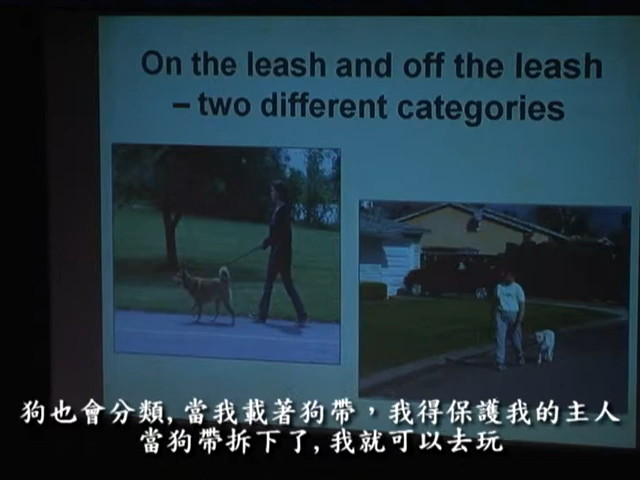 On the leash and off the leash
– two different categories
狗也會分類, 當我載著狗帶，我得保護我的主人
當狗帶拆下了, 我就可以去玩